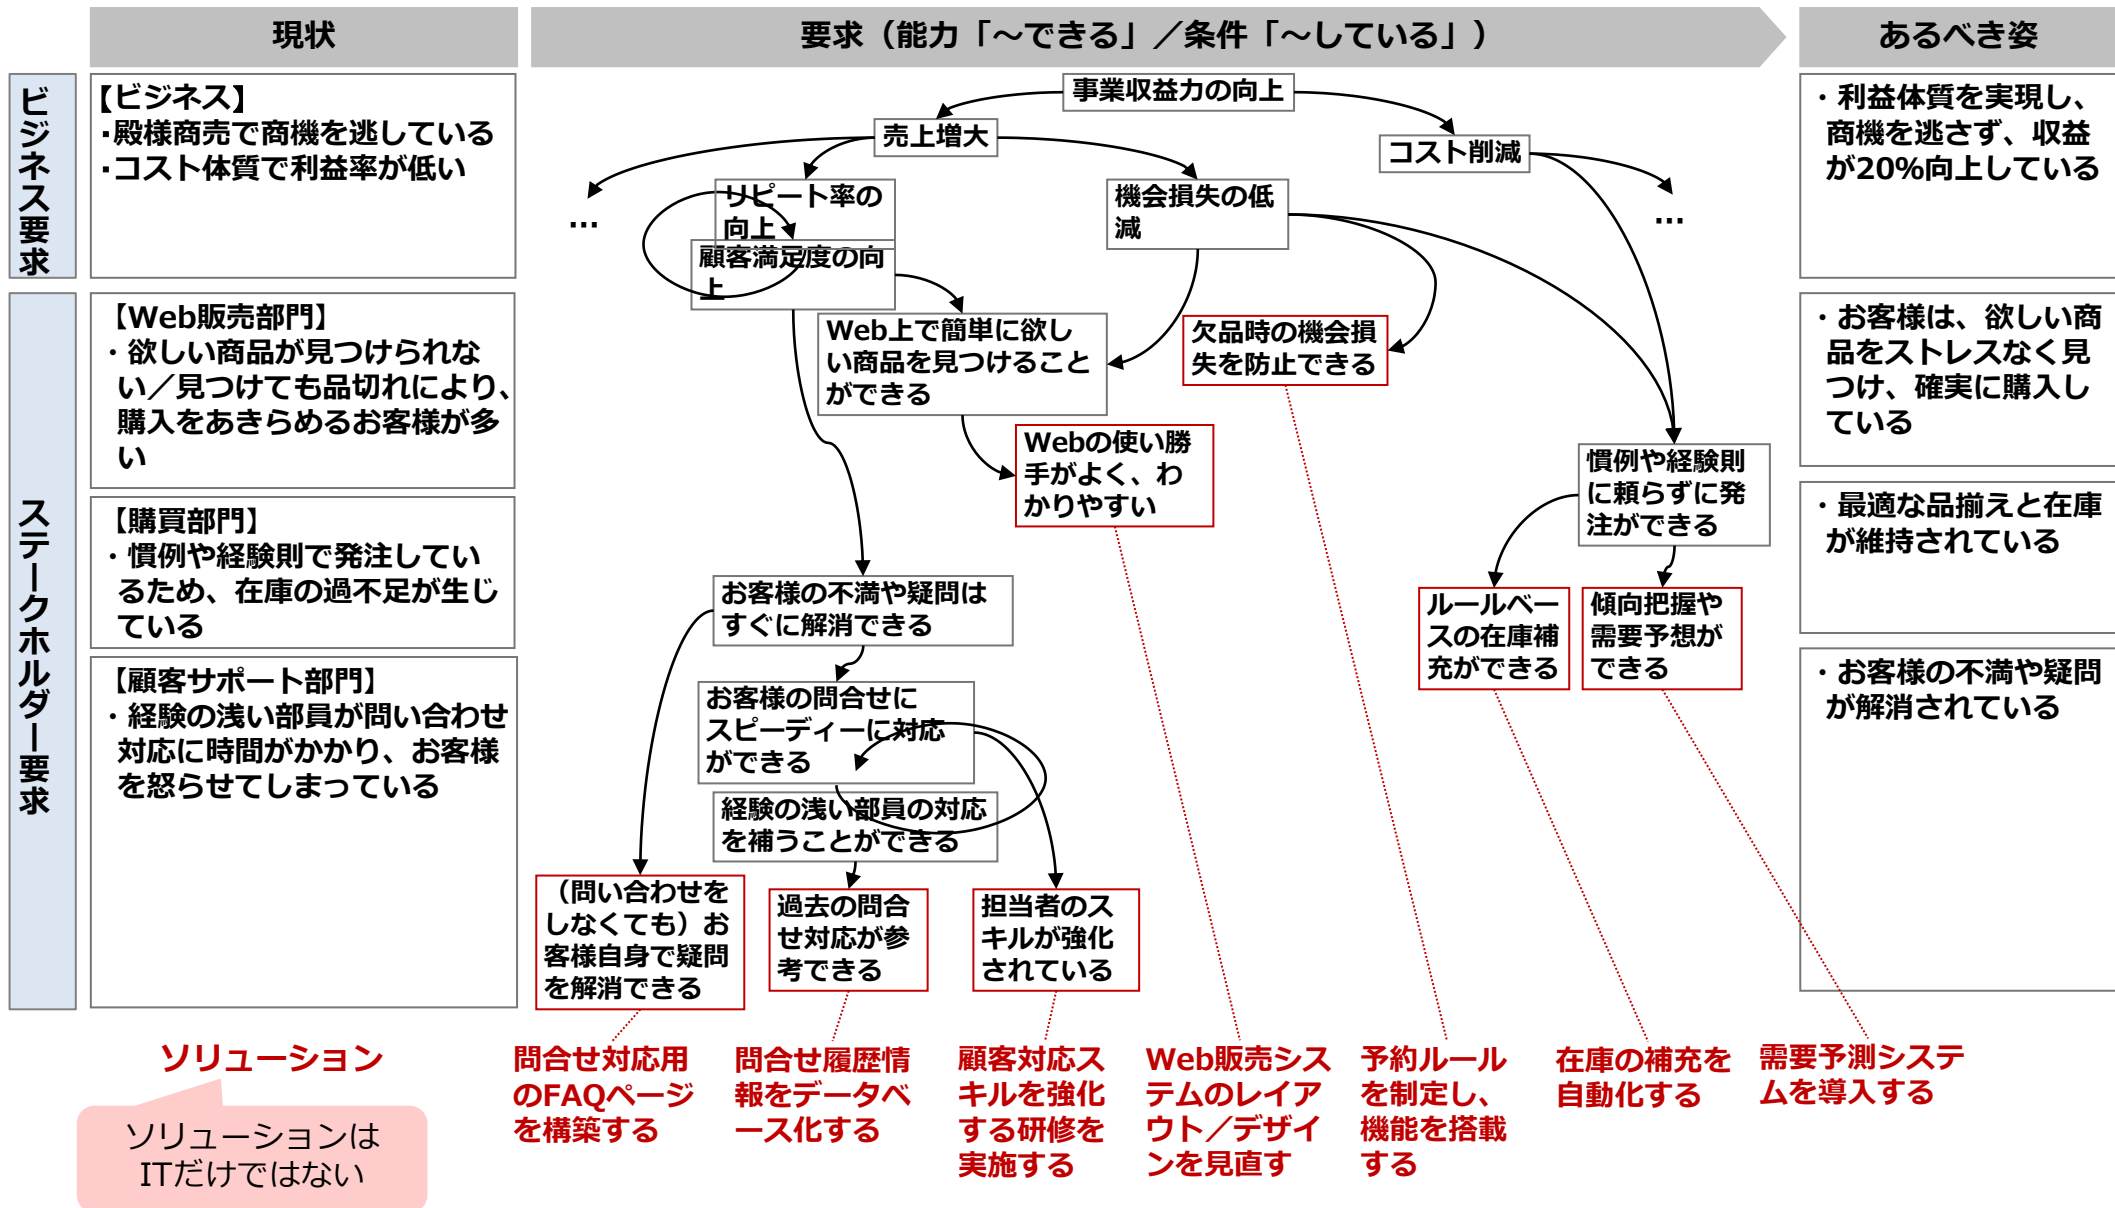 現状
要求（能力「～できる」／条件「～している」）
あるべき姿
ビジネス要求
【ビジネス】
・殿様商売で商機を逃している
・コスト体質で利益率が低い
事業収益力の向上
売上増大
コスト削減
…
リピート率の
向上
機会損失の低
減
…
顧客満足度の向
上
・利益体質を実現し、
商機を逃さず、収益
が20%向上している
ステークホルダー要求
【Web販売部門】
・欲しい商品が見つけられな
い／見つけても品切れにより、
購入をあきらめるお客様が多
い
【購買部門】
・慣例や経験則で発注してい
るため、在庫の過不足が生じ
ている
【顧客サポート部門】
・経験の浅い部員が問い合わせ
対応に時間がかかり、お客様
を怒らせてしまっている
Web上で簡単に欲し
い商品を見つけること
ができる
欠品時の機会損
失を防止できる
Webの使い勝
手がよく、わ
かりやすい
慣例や経験則
に頼らずに発
注ができる
お客様の不満や疑問は
すぐに解消できる
ルールベー
スの在庫補
充ができる
傾向把握や
需要予想が
できる
お客様の問合せに
スピーディーに対応
ができる
経験の浅い部員の対応
を補うことができる
（問い合わせを
しなくても）お
客様自身で疑問
を解消できる
過去の問合
せ対応が参
考できる
担当者のス
キルが強化
されている
・お客様は、欲しい商
品をストレスなく見
つけ、確実に購入し
ている
・最適な品揃えと在庫
が維持されている
・お客様の不満や疑問
が解消されている
ソリューション
ソリューションは
ITだけではない
問合せ対応用
のFAQページ
を構築する
問合せ履歴情
報をデータベ
ース化する
顧客対応ス
キルを強化
する研修を
実施する
Web販売シス
テムのレイア
ウト／デザイ
ンを見直す
予約ルール
を制定し、
機能を搭載
する
在庫の補充を
自動化する
需要予測システ
ムを導入する